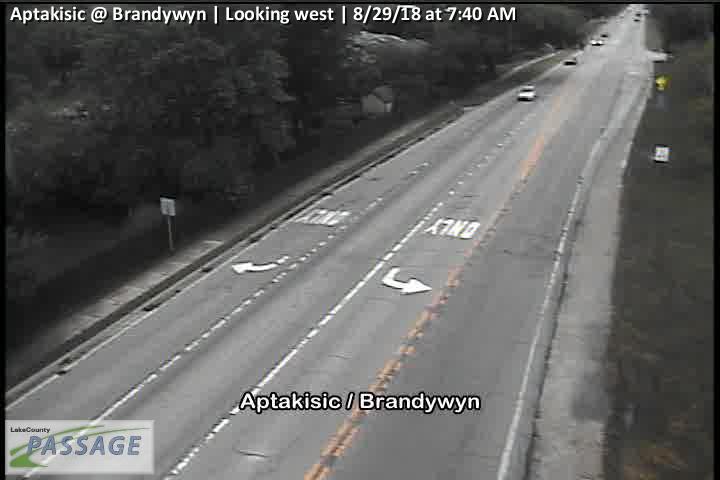 Aptakisic @ Brandywyn | Looking west | 8/29/18 at 7:40 AM
ONLY
ONLY
Aptakisic / Brandywyn
LakeCounty
PASSAGE